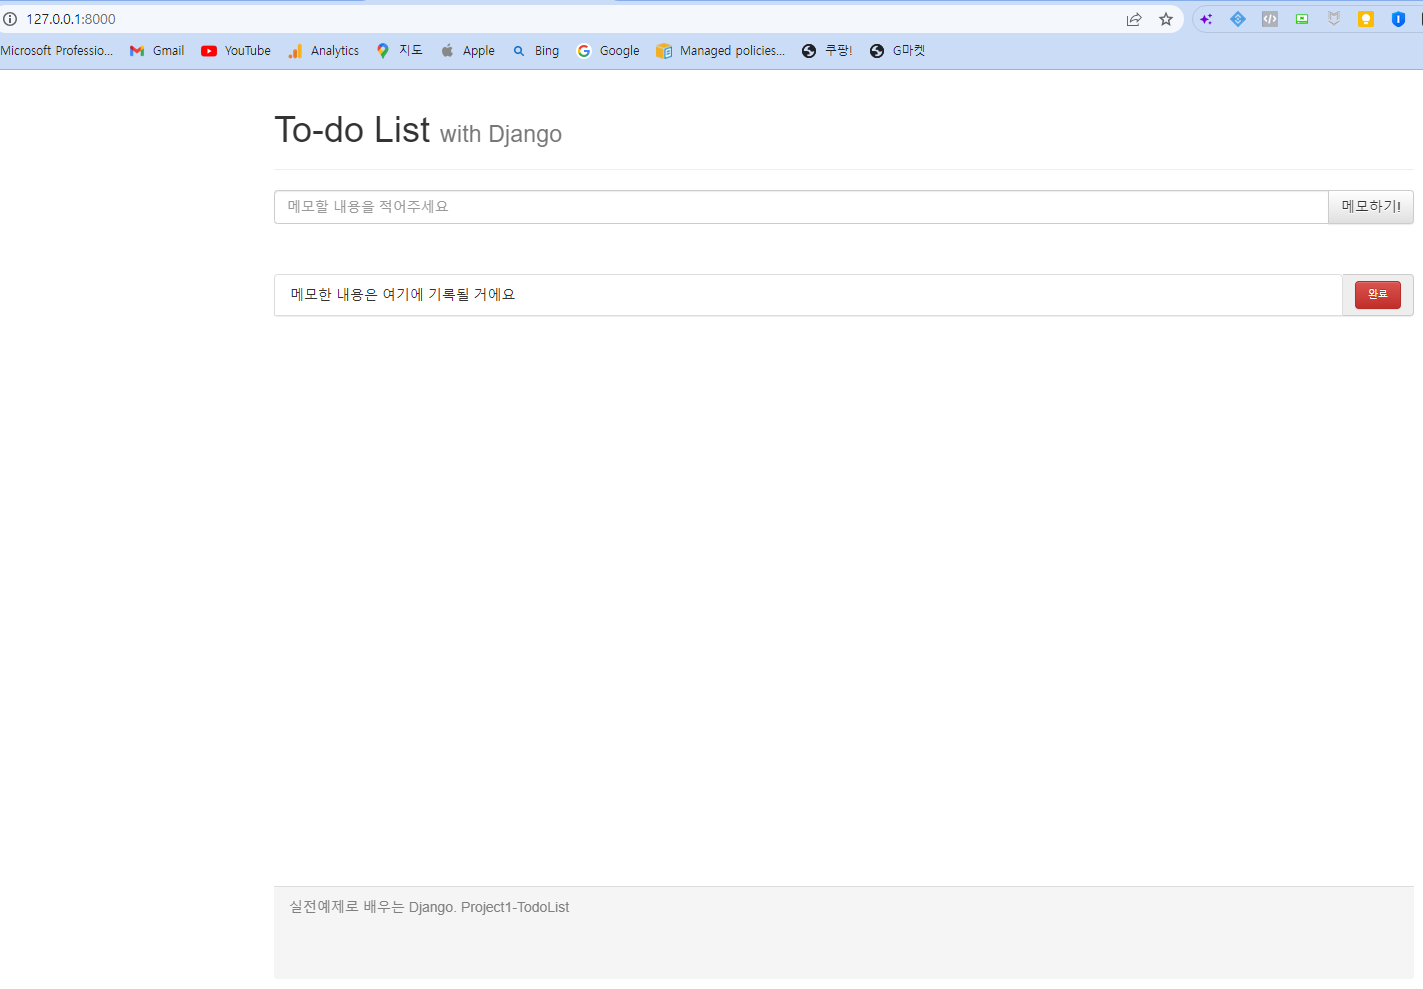 127.0.0.1:8000
Microsoft Professio... Gmail YouTube Analytics 지도 Apple Bing Google Managed policies... 쿠팡! G마켓
To-do List with Django
메모할 내용을 적어주세요 메모하기!
메모한 내용은 여기에 기록될 거에요 완료
실전예제로 배우는 Django. Project1-TodoList